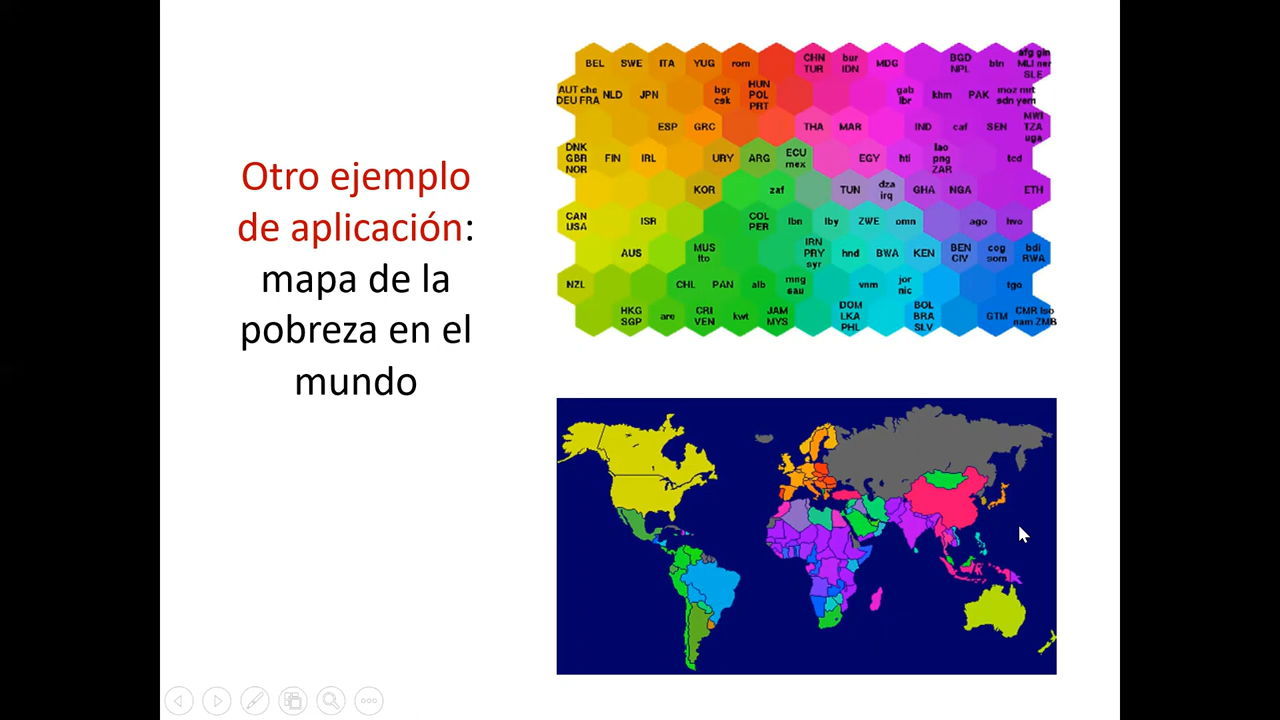 Otro ejemplo
de aplicación:
mapa de la
pobreza en el
mundo
BEL SWE ITA YUG rom CHN TUR bur IDN MDG BGD NPL btn afg gin MLI ner SLE
AUT che DEU FRA NLD JPN bgr csk HUN POL PRT gab lbr khm PAK moz mrt sdn yem
ESP GRC THA MAR IND caf SEN MWI TZA uga
DNK GBR NOR FIN IRL URY ARG ECU mex EGY hti lao png ZAR tcd
KOR zaf TUN dza irq GHA NGA ETH
CAN USA ISR COL PER lbn lby ZWE omn ago hvo
AUS MUS tto IRN PRY syr hnd BWA KEN BEN CIV cog som bdi RWA
NZL CHL PAN alb mng sau vnm jor nic tgo
HKG SGP are CRI VEN kwt JAM MYS DOM LKA PHL BOL BRA SLV GTM CMR lso nam ZMB